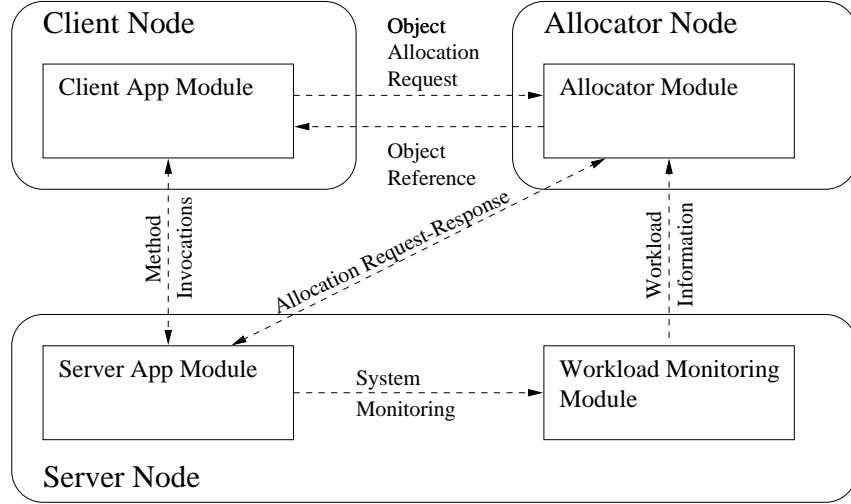 Client Node
Client App Module
Object
Allocation
Request
Allocator Node
Allocator Module
Object
Reference
Method
Invocations
Allocation Request-Response
Workload
Information
Server App Module
System
Monitoring
Workload Monitoring
Module
Server Node